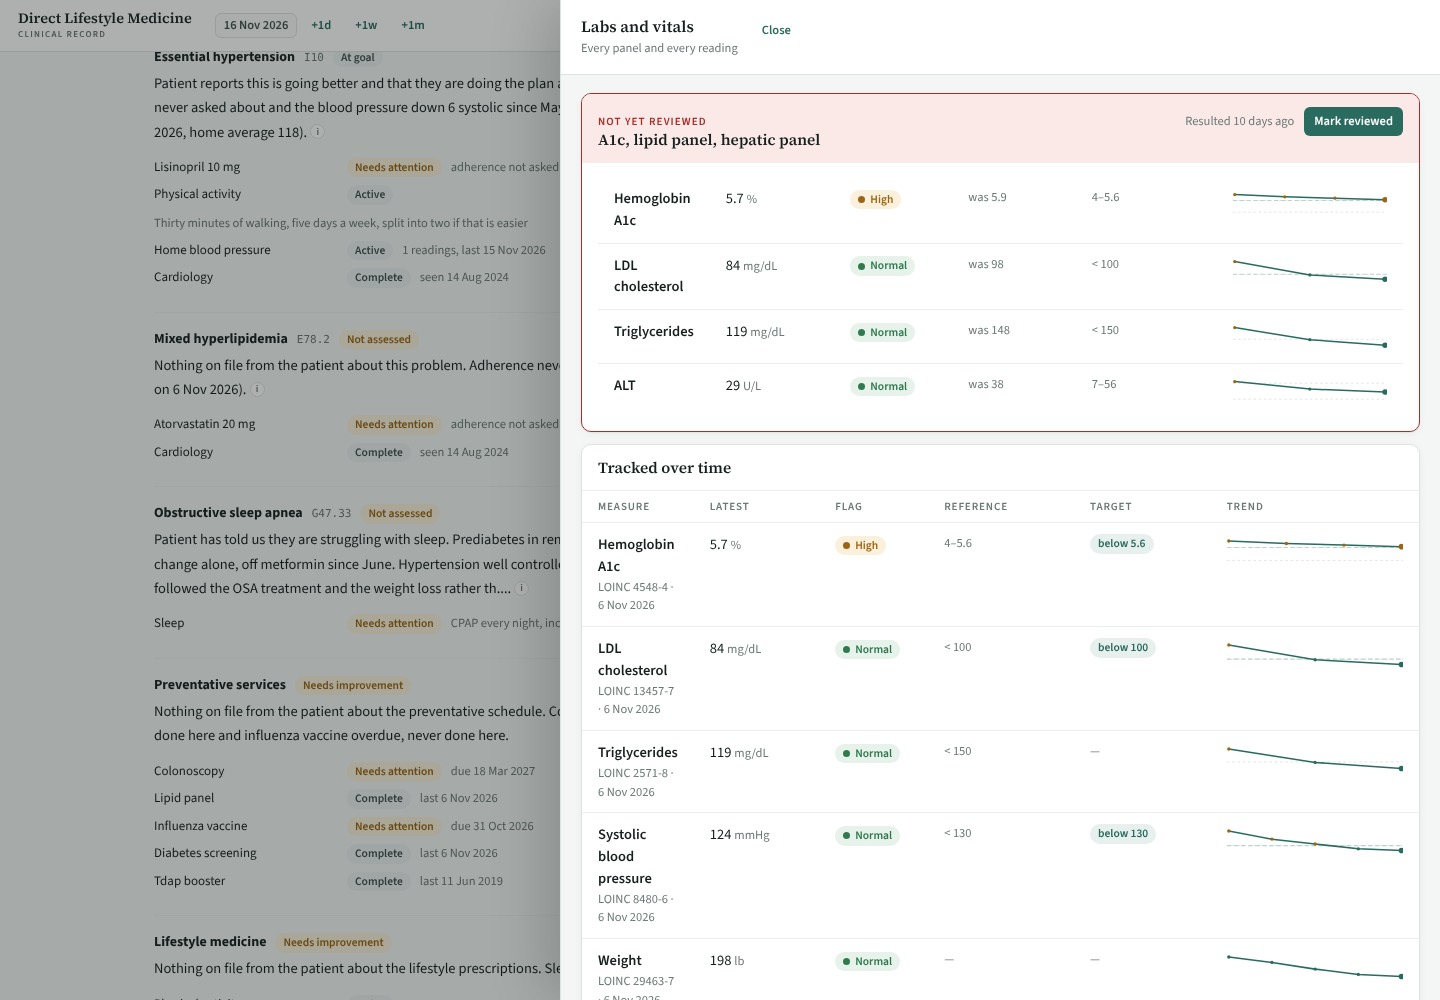 Direct Lifestyle Medicine
CLINICAL RECORD
16 Nov 2026 +1d +1w +1m
Essential hypertension I10 At goal
Patient reports this is going better and that they are doing the plan a
never asked about and the blood pressure down 6 systolic since May
2026, home average 118). i
Lisinopril 10 mg Needs attention adherence not asked
Physical activity Active
Thirty minutes of walking, five days a week, split into two if that is easier
Home blood pressure Active 1 readings, last 15 Nov 2026
Cardiology Complete seen 14 Aug 2024
Mixed hyperlipidemia E78.2 Not assessed
Nothing on file from the patient about this problem. Adherence neve
on 6 Nov 2026). i
Atorvastatin 20 mg Needs attention adherence not asked
Cardiology Complete seen 14 Aug 2024
Obstructive sleep apnea G47.33 Not assessed
Patient has told us they are struggling with sleep. Prediabetes in rem
change alone, off metformin since June. Hypertension well controlle
followed the OSA treatment and the weight loss rather th.... i
Sleep Needs attention CPAP every night, inc
Preventative services Needs improvement
Nothing on file from the patient about the preventative schedule. Co
done here and influenza vaccine overdue, never done here.
Colonoscopy Needs attention due 18 Mar 2027
Lipid panel Complete last 6 Nov 2026
Influenza vaccine Needs attention due 31 Oct 2026
Diabetes screening Complete last 6 Nov 2026
Tdap booster Complete last 11 Jun 2019
Lifestyle medicine Needs improvement
Nothing on file from the patient about the lifestyle prescriptions. Sle
Labs and vitals
Every panel and every reading
Close
NOT YET REVIEWED
A1c, lipid panel, hepatic panel
Resulted 10 days ago Mark reviewed
Hemoglobin A1c 5.7 % High was 5.9 4–5.6
LDL cholesterol 84 mg/dL Normal was 98 < 100
Triglycerides 119 mg/dL Normal was 148 < 150
ALT 29 U/L Normal was 38 7–56
Tracked over time
MEASURE LATEST FLAG REFERENCE TARGET TREND
Hemoglobin A1c 5.7 % High 4–5.6 below 5.6
LOINC 4548-4 ·
6 Nov 2026
LDL cholesterol 84 mg/dL Normal < 100 below 100
LOINC 13457-7
· 6 Nov 2026
Triglycerides 119 mg/dL Normal < 150 —
LOINC 2571-8 ·
6 Nov 2026
Systolic blood pressure 124 mmHg Normal < 130 below 130
LOINC 8480-6 ·
6 Nov 2026
Weight 198 lb Normal — —
LOINC 29463-7
· 6 Nov 2026